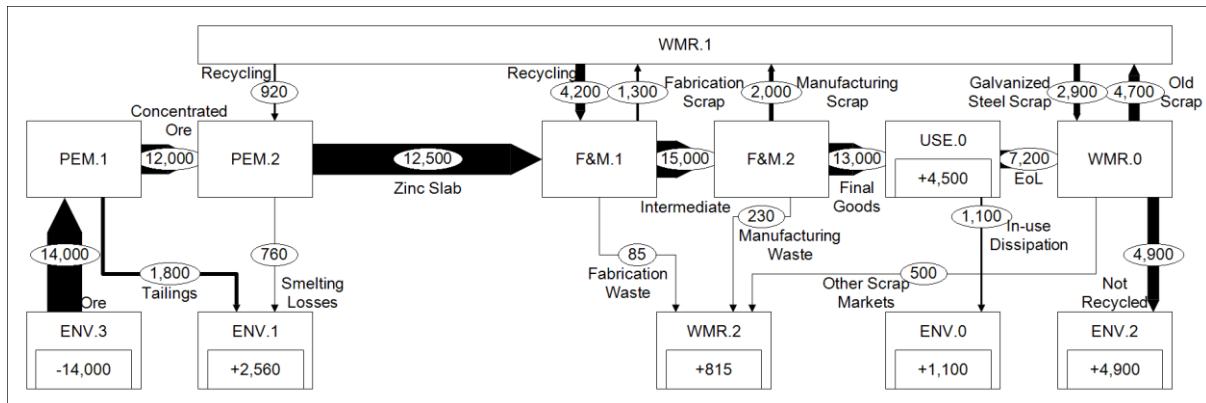 WMR.1
Recycling
920
Recycling
4,200
1,300
Fabrication
Scrap
2,000
Manufacturing
Scrap
Galvanized
Steel Scrap
2,900
4,700
Old
Scrap
Concentrated
Ore
PEM.1
12,000
PEM.2
12,500
Zinc Slab
F&M.1
15,000
Intermediate
F&M.2
13,000
Final
Goods
USE.0
+4,500
7,200
EoL
WMR.0
14,000
Ore
1,800
Tailings
760
Smelting
Losses
85
Fabrication
Waste
230
Manufacturing
Waste
1,100
In-use
Dissipation
500
Other Scrap
Markets
4,900
Not
Recycled
ENV.3
-14,000
ENV.1
+2,560
WMR.2
+815
ENV.0
+1,100
ENV.2
+4,900